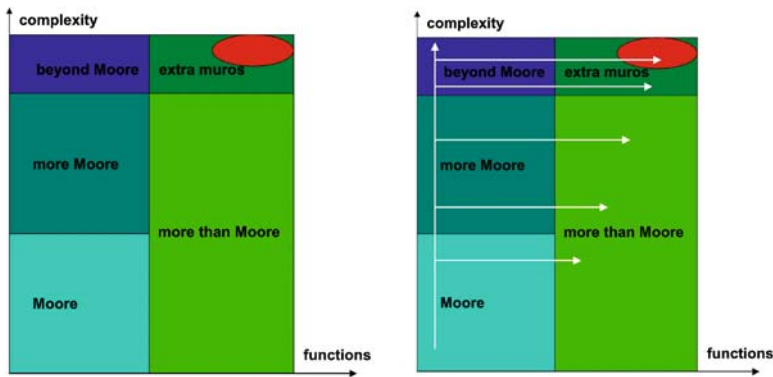 complexity
beyond Moore
extra muros
more Moore
more than Moore
Moore
functions
complexity
beyond Moore
extra muros
more Moore
more than Moore
Moore
functions